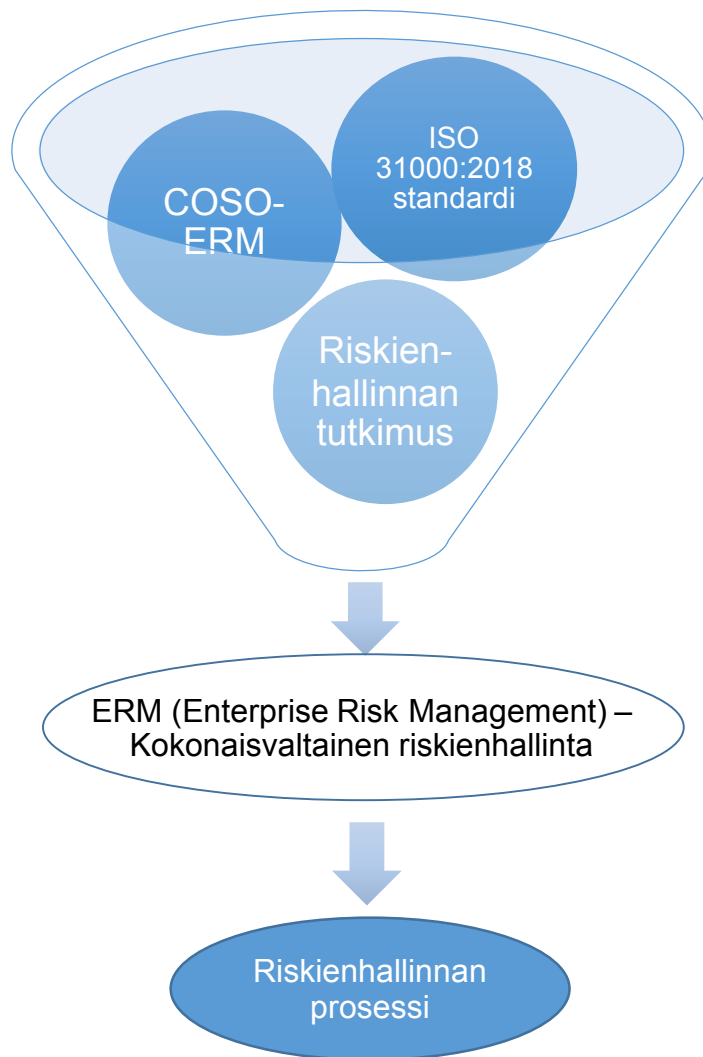 ISO
31000:2018
standardi
COSO-
ERM
Riskien-
hallinnan
tutkimus
ERM (Enterprise Risk Management) –
Kokonaisvaltainen riskienhallinta
Riskienhallinnan
prosessi